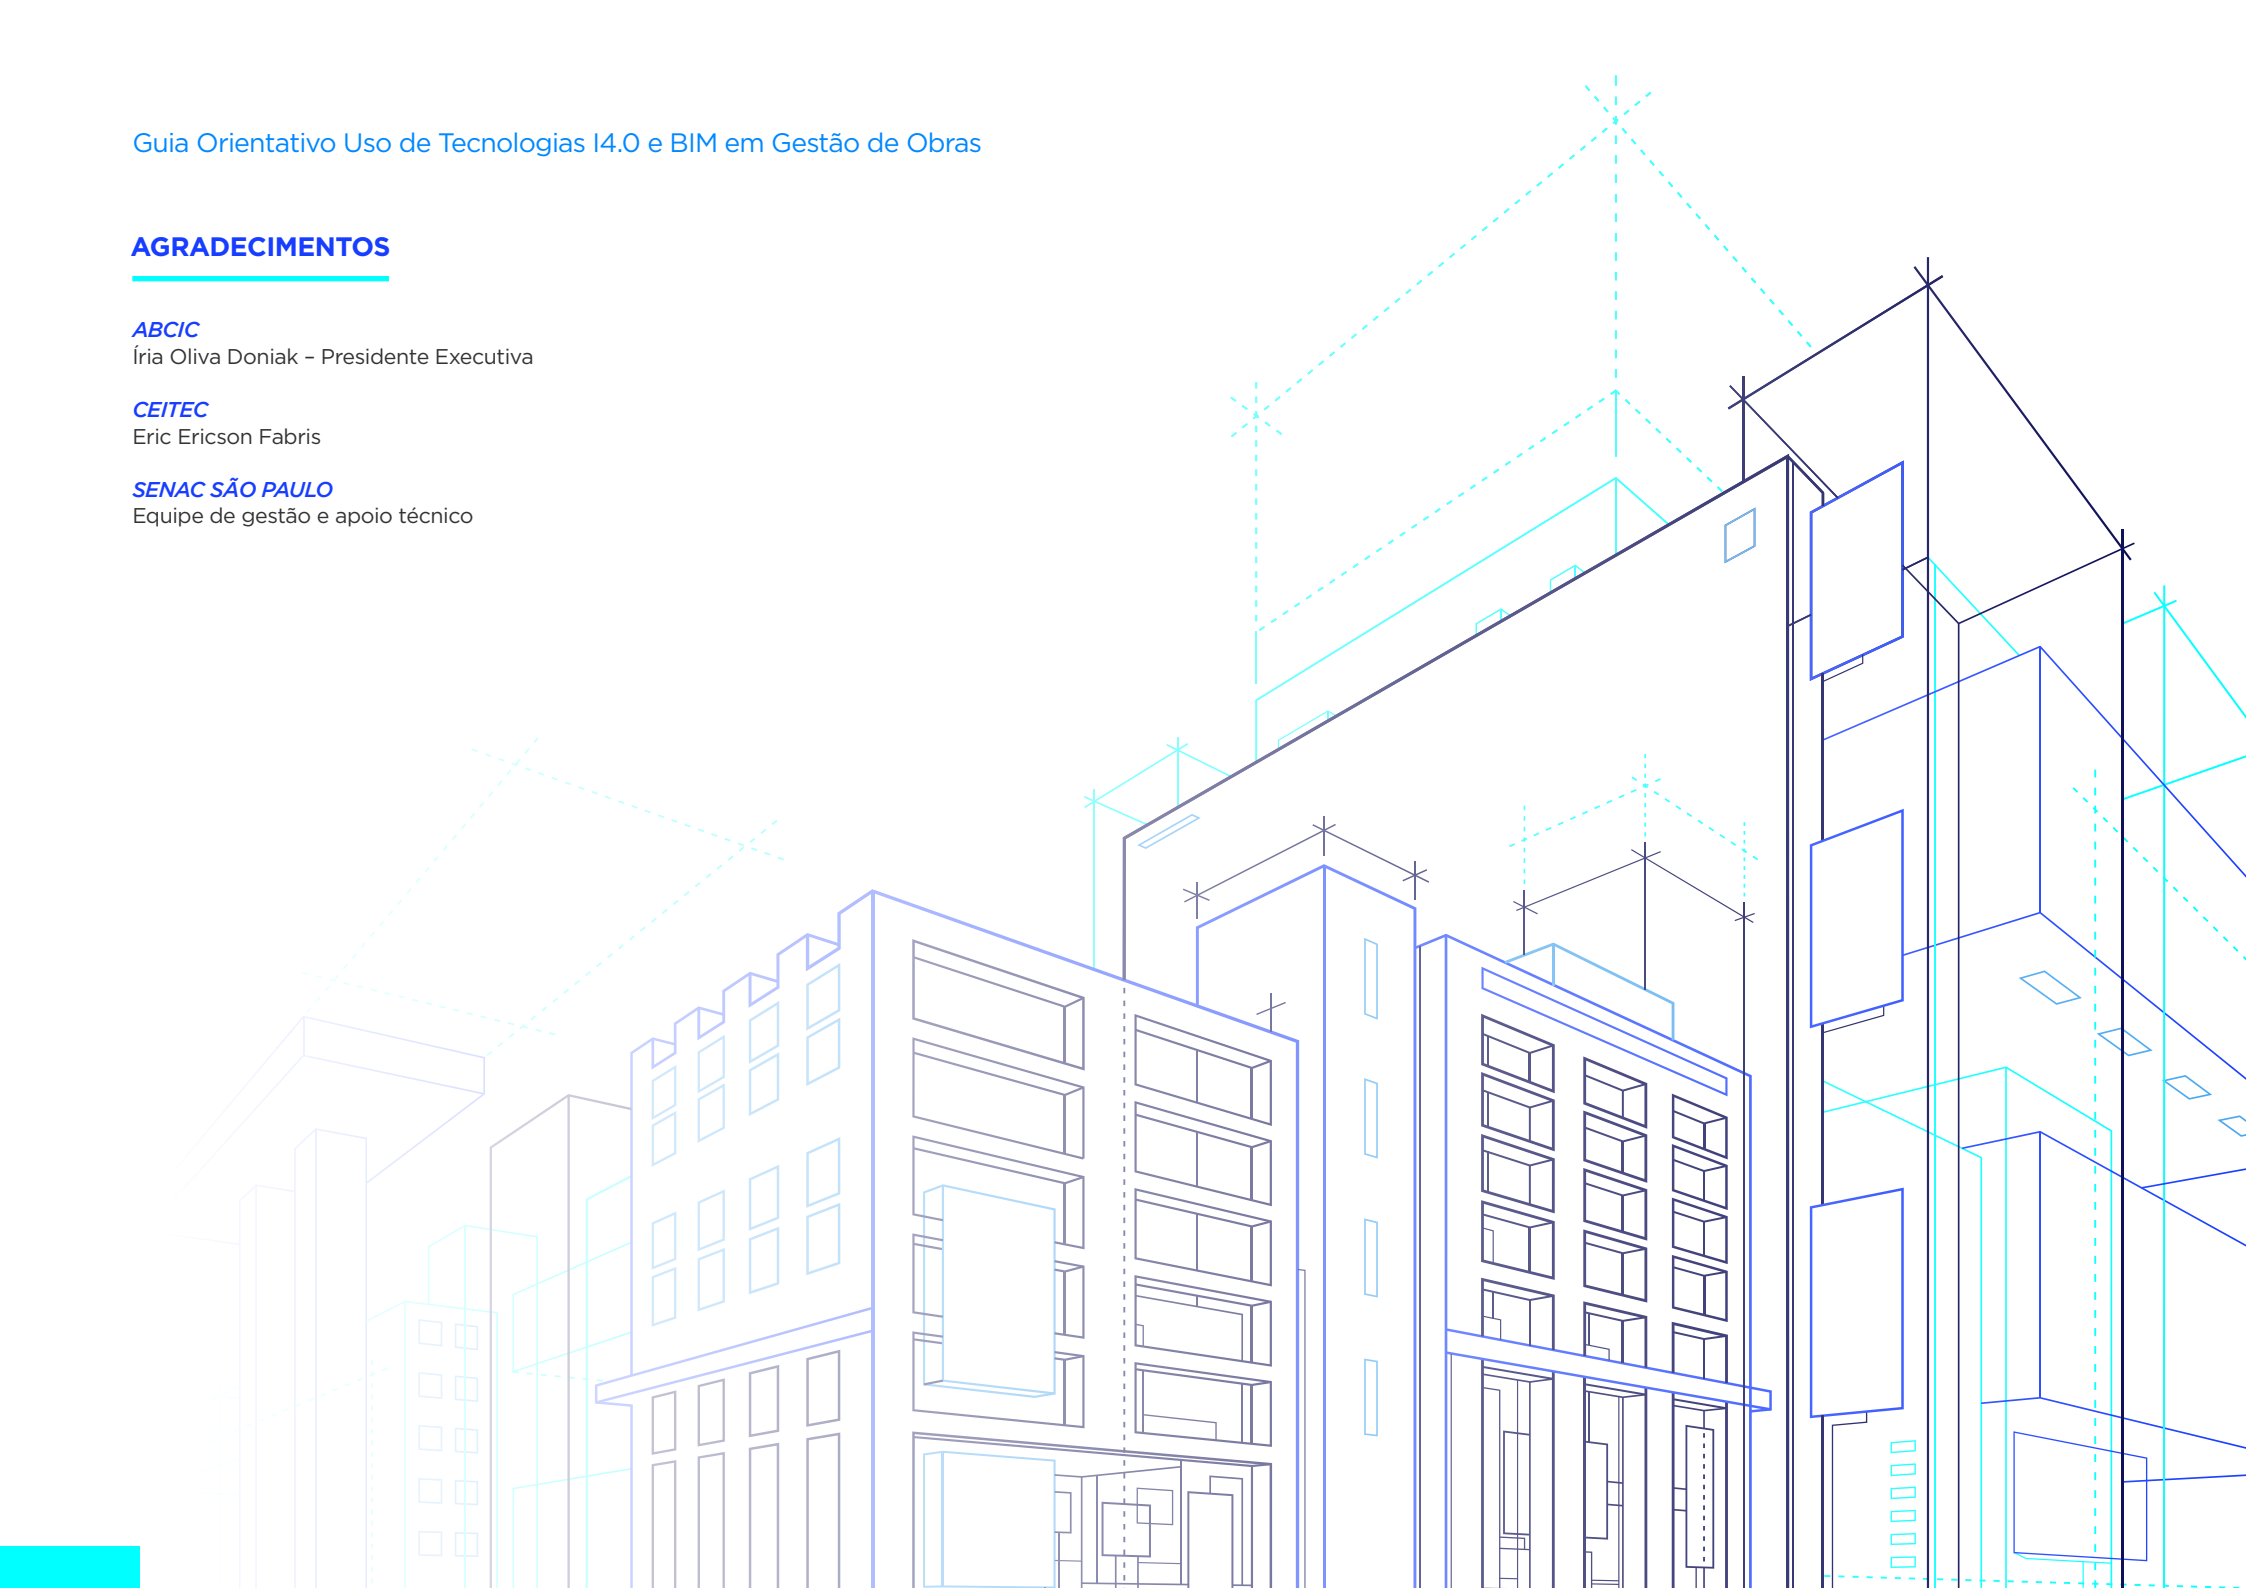 Guia Orientativo Uso de Tecnologias I4.0 e BIM em Gestão de Obras
AGRADECIMENTOS
ABCIC
Íria Oliva Doniak – Presidente Executiva
CEITEC
Eric Ericson Fabris
SENAC SÃO PAULO
Equipe de gestão e apoio técnico